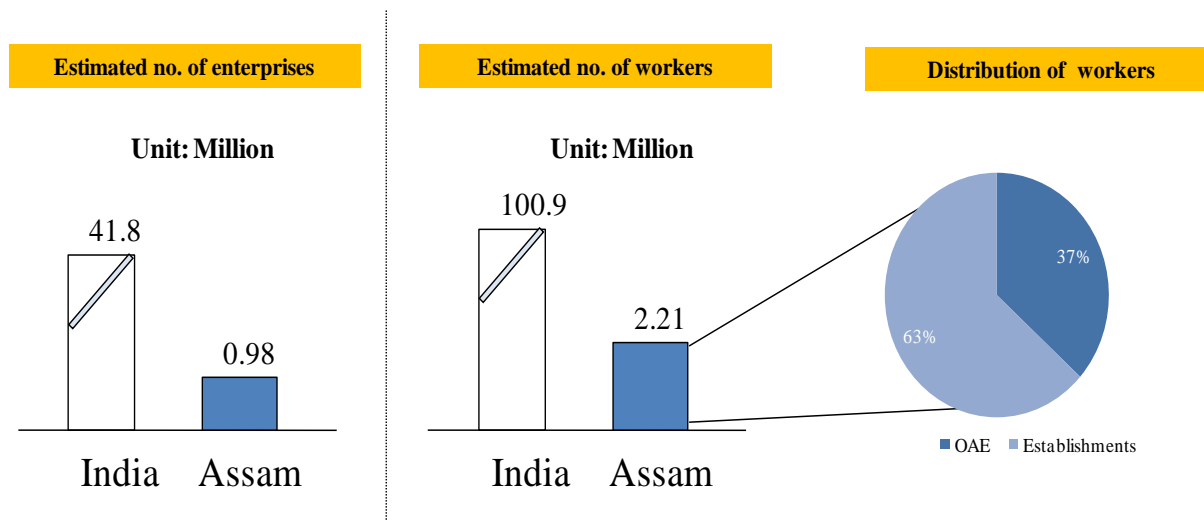 Estimated no. of enterprises
Unit: Million
41.8
0.98
India
Assam
Estimated no. of workers
Unit: Million
100.9
2.21
India
Assam
Distribution of workers
37%
63%
OAE
Establishments